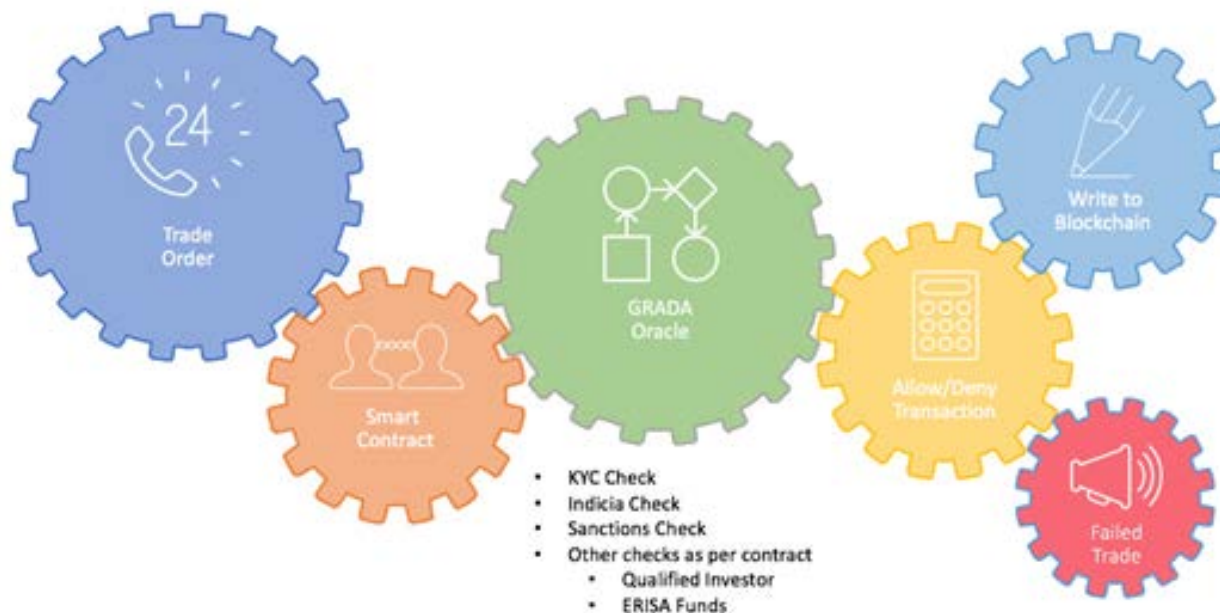 24
Trade
Order
Smart
Contract
GRADA
Oracle
• KYC Check
• Indicia Check
• Sanctions Check
• Other checks as per contract
• Qualified Investor
• ERISA Funds
Allow/Deny
Transaction
Write to
Blockchain
Failed
Trade